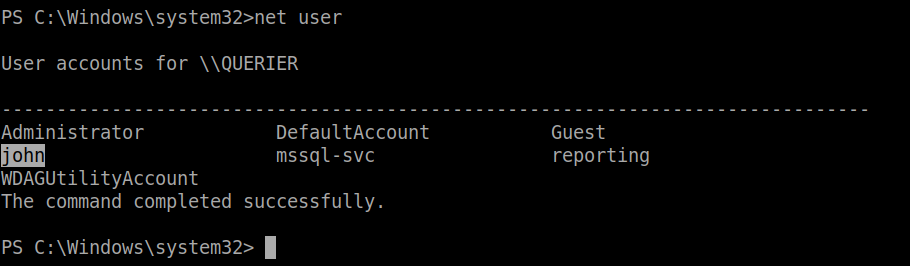 PS C:\Windows\system32>net user
User accounts for \\QUERIER
-------------------------------------------------------------------------------
Administrator            DefaultAccount           Guest
john                     mssql-svc                reporting
WDAGUtilityAccount
The command completed successfully.
PS C:\Windows\system32>